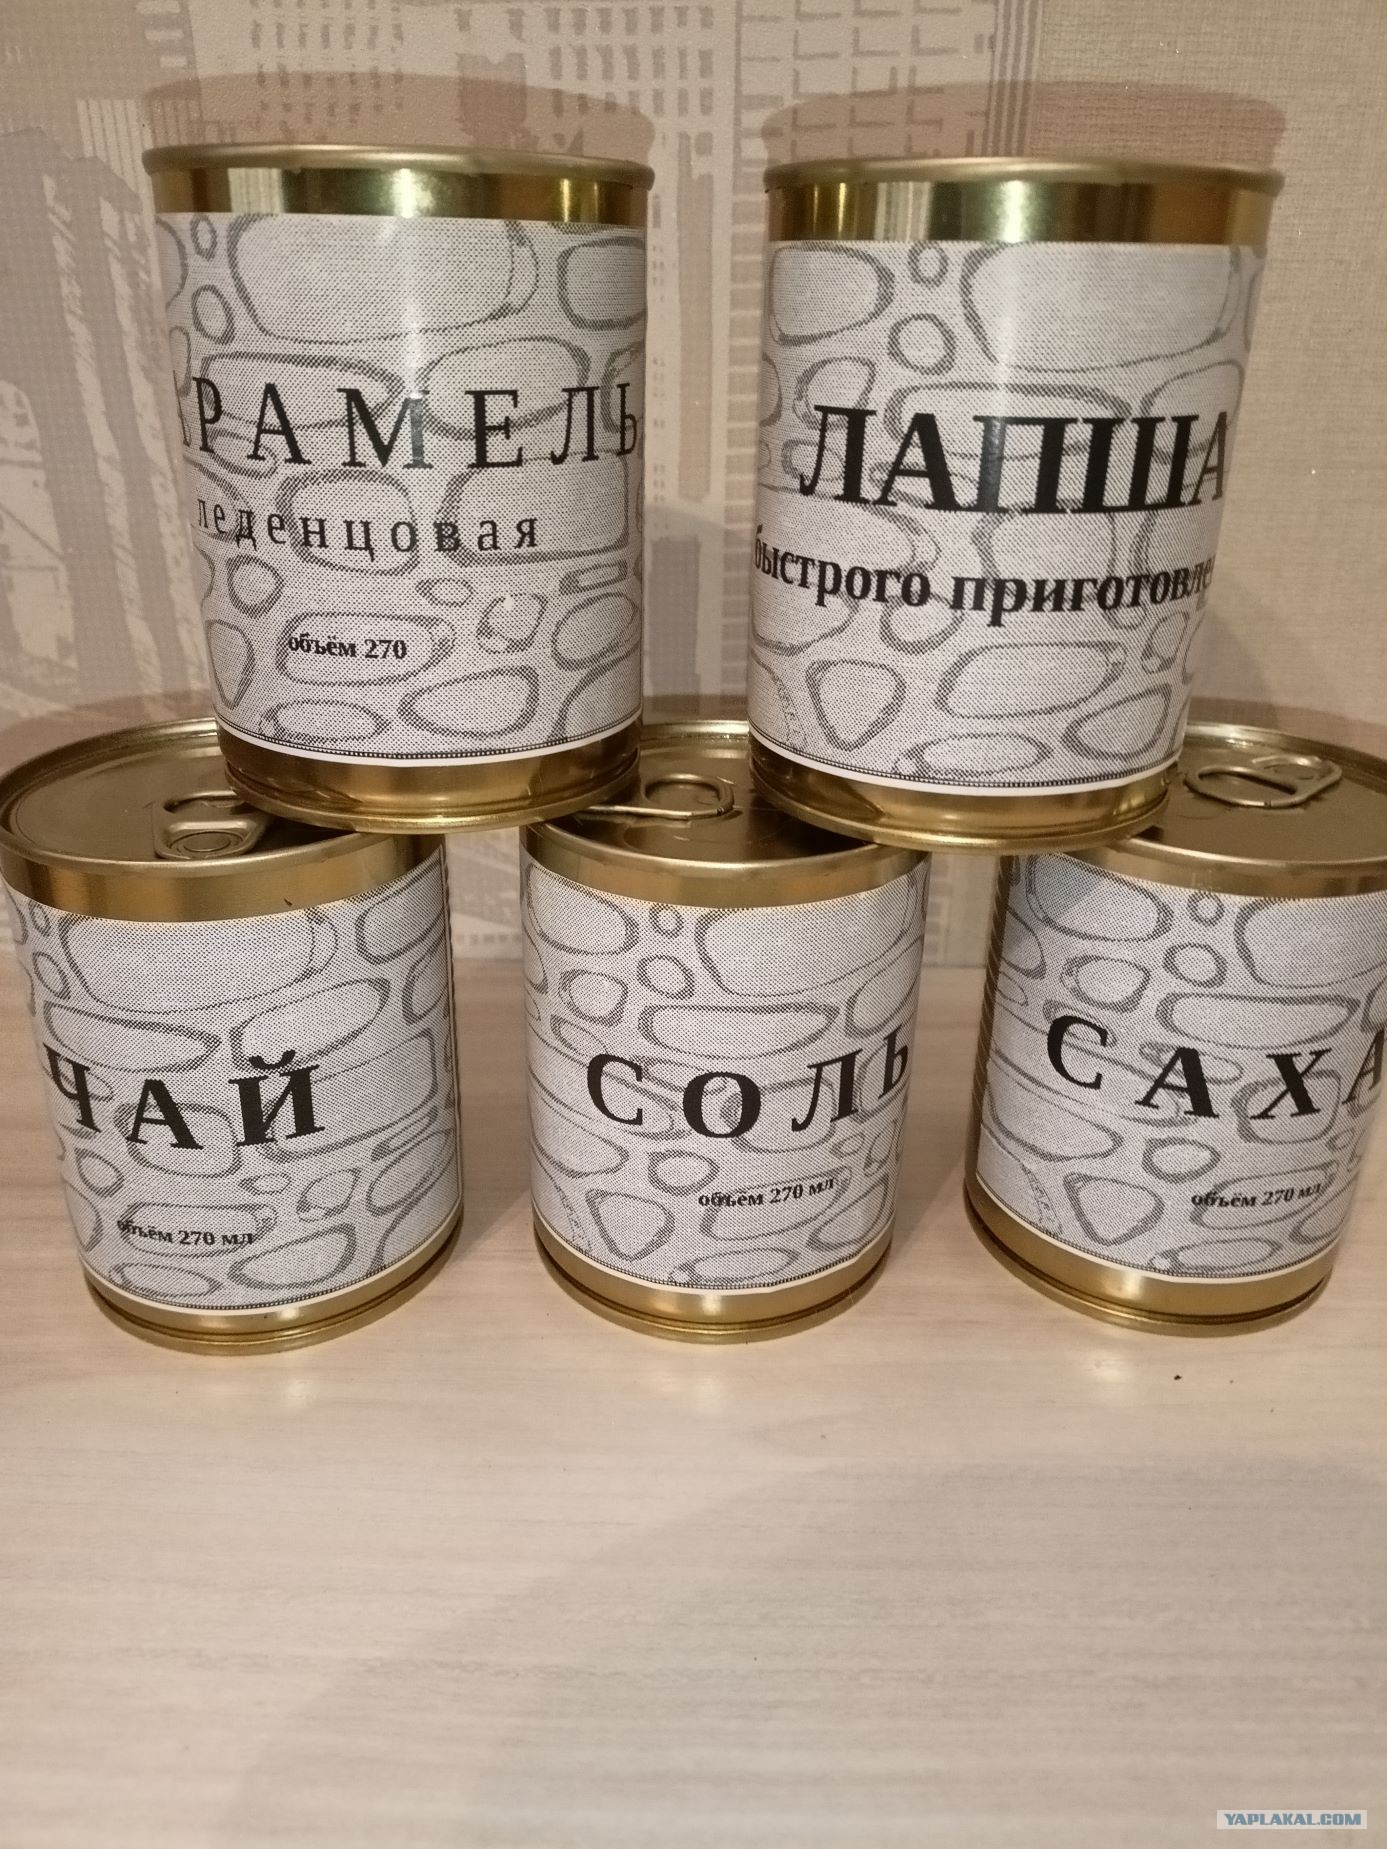 АРАМЕЛЬ
леденцовая
объём 270
ЛАПША
быстрого приготовле
ЧАЙ
объём 270 мл
СОЛЬ
объём 270 мл
САХА
объём 270 мл
YAPLAKAL.COM